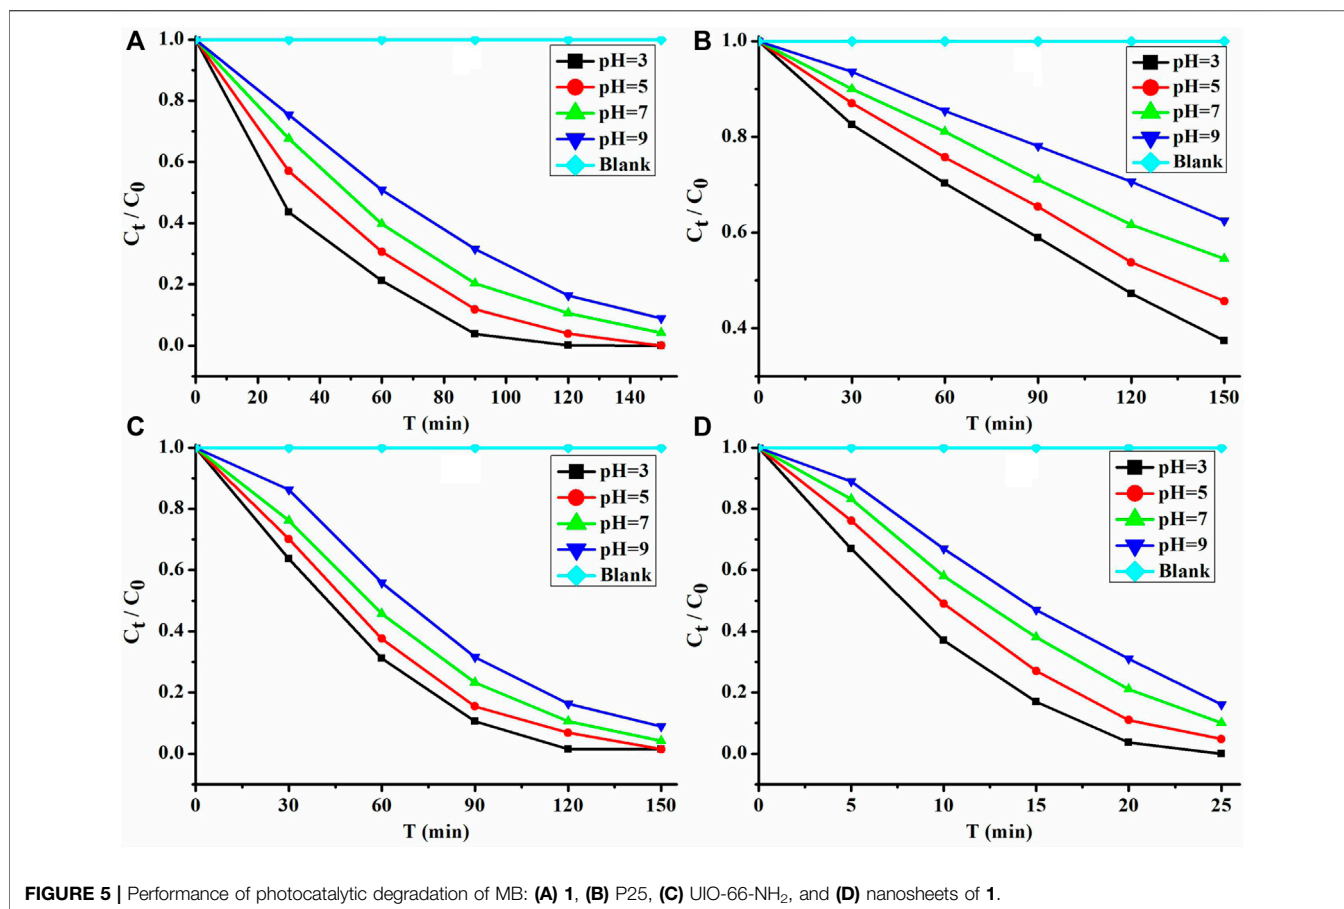 A
1.0
0.8
0.6
0.4
0.2
0.0
Ct / C0
pH=3
pH=5
pH=7
pH=9
Blank
0 20 40 60 80 100 120 140
T (min)
B
1.0
0.8
0.6
0.4
Ct / C0
pH=3
pH=5
pH=7
pH=9
Blank
0 30 60 90 120 150
T (min)
C
1.0
0.8
0.6
0.4
0.2
0.0
Ct / C0
pH=3
pH=5
pH=7
pH=9
Blank
0 30 60 90 120 150
T (min)
D
1.0
0.8
0.6
0.4
0.2
0.0
Ct / C0
pH=3
pH=5
pH=7
pH=9
Blank
0 5 10 15 20 25
T (min)
FIGURE 5 | Performance of photocatalytic degradation of MB: (A) 1, (B) P25, (C) UIO-66-NH₂, and (D) nanosheets of 1.